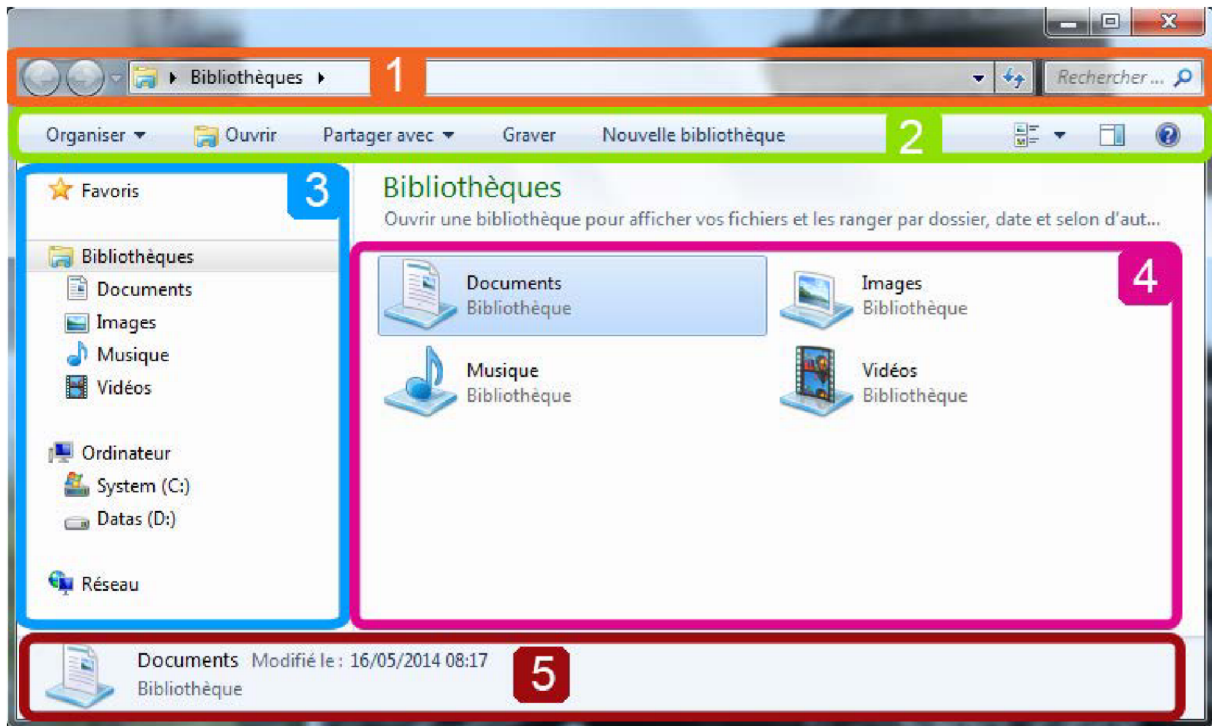 Bibliothèques
1
Rechercher ...
Organiser
Ouvrir
Partager avec
Graver
Nouvelle bibliothèque
2
3
Favoris
Bibliothèques
Documents
Images
Musique
Vidéos
Ordinateur
System (C:)
Datas (D:)
Réseau
Bibliothèques
Ouvrir une bibliothèque pour afficher vos fichiers et les ranger par dossier, date et selon d'aut...
4
Documents
Bibliothèque
Images
Bibliothèque
Musique
Bibliothèque
Vidéos
Bibliothèque
Documents Modifié le : 16/05/2014 08:17
Bibliothèque
5